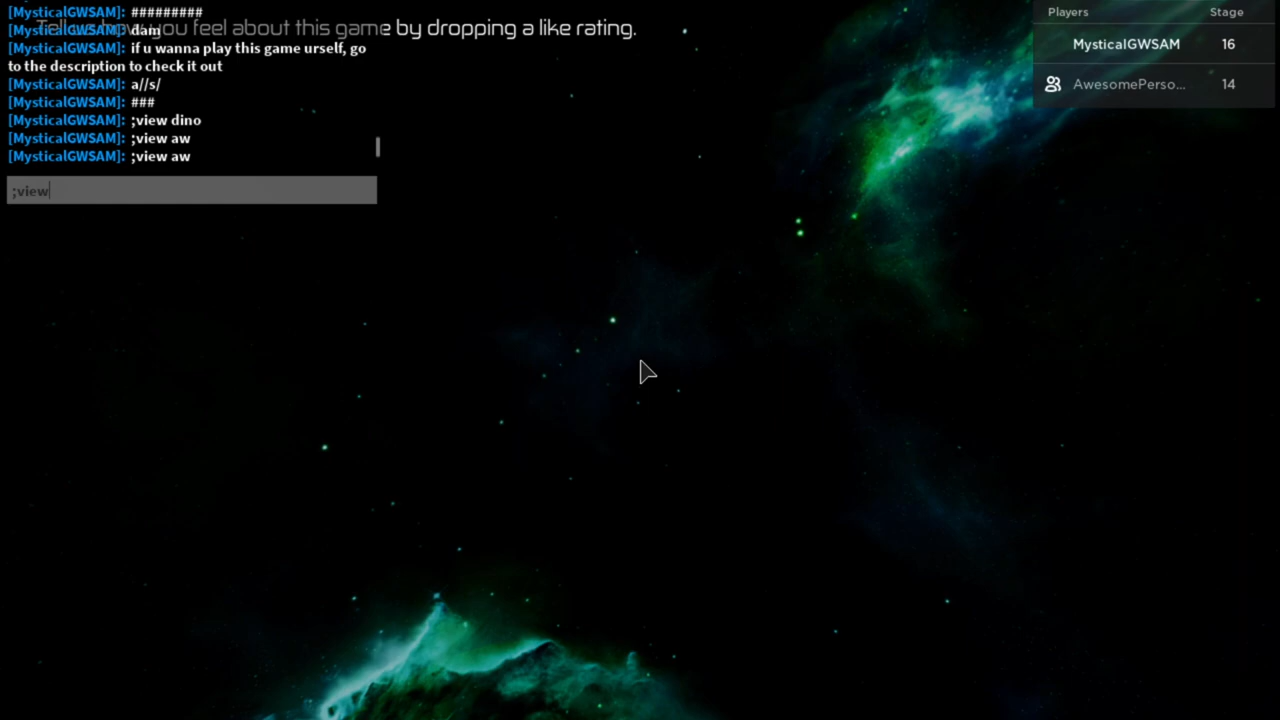 [MysticalGWSAM]: #########
Tell us how you feel about this game by dropping a like rating.
[MysticalGWSAM]: dam
[MysticalGWSAM]: if u wanna play this game urself, go
to the description to check it out
[MysticalGWSAM]: a//s/
[MysticalGWSAM]: ###
[MysticalGWSAM]: ;view dino
[MysticalGWSAM]: ;view aw
[MysticalGWSAM]: ;view aw
;view
Players Stage
MysticalGWSAM 16
AwesomePerso... 14